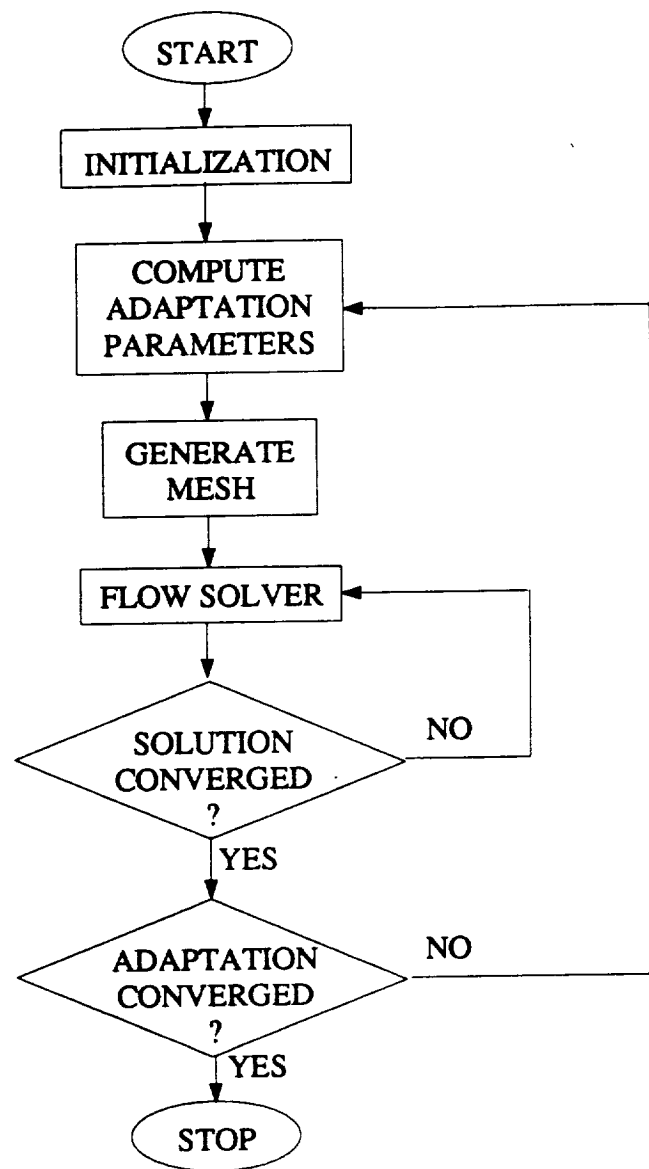 START
INITIALIZATION
COMPUTE
ADAPTATION
PARAMETERS
GENERATE
MESH
FLOW SOLVER
SOLUTION
CONVERGED
?
NO
YES
ADAPTATION
CONVERGED
?
NO
YES
STOP